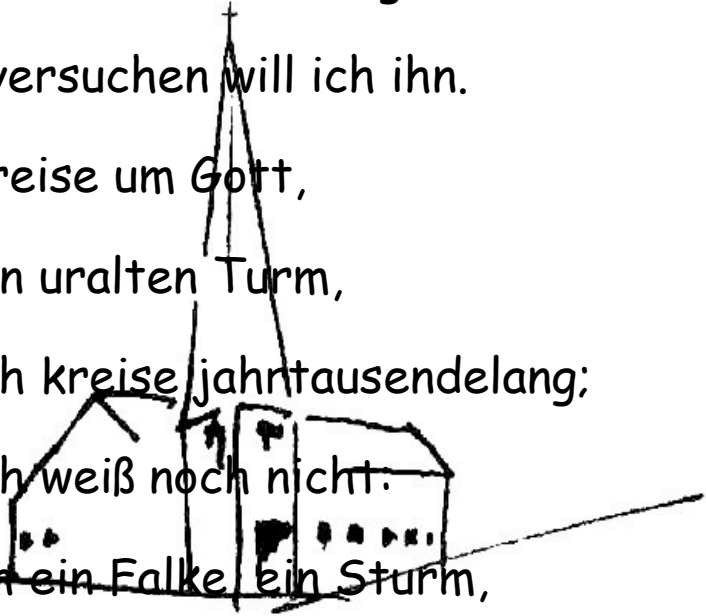 versuchen will ich ihn.
reise um Gott,
n uralten Turm,
h kreise jahrtausendelang;
h weiß noch nicht:
n ein Falke, ein Sturm,